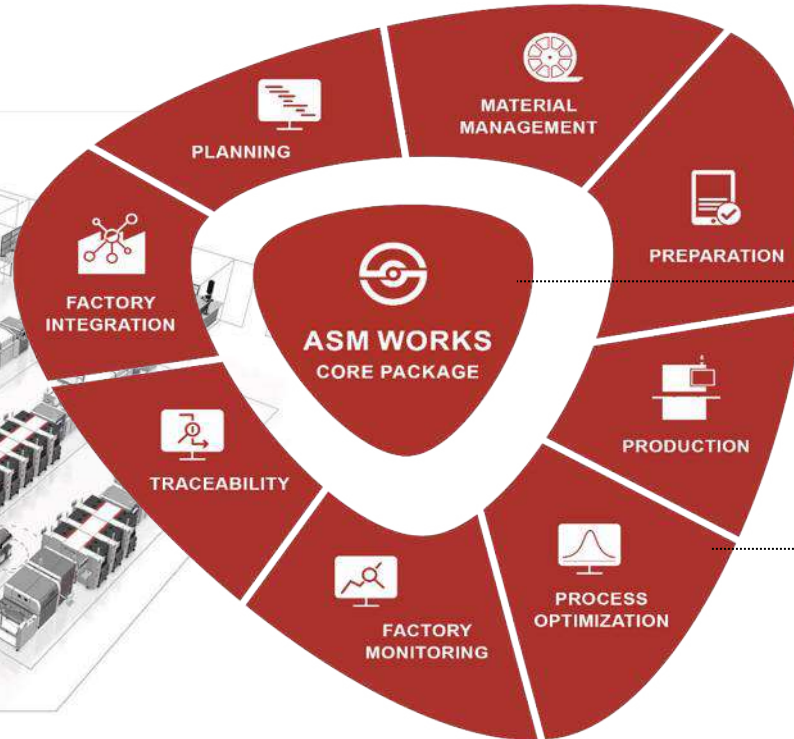 PLANNING
MATERIAL
MANAGEMENT
PREPARATION
FACTORY
INTEGRATION
ASM WORKS
CORE PACKAGE
PRODUCTION
TRACEABILITY
PROCESS
OPTIMIZATION
FACTORY
MONITORING